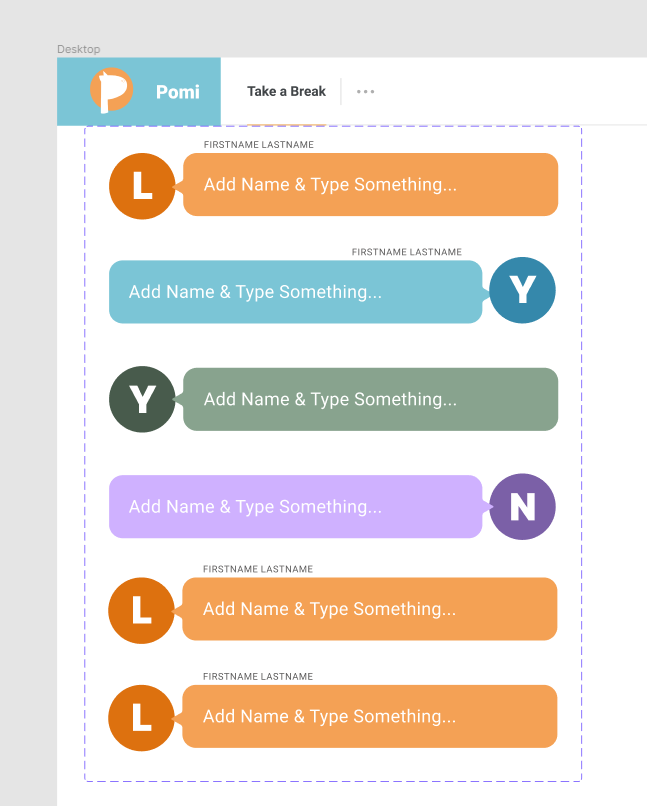 Desktop
P
Pomi
Take a Break
FIRSTNAME LASTNAME
L
Add Name & Type Something...
FIRSTNAME LASTNAME
Add Name & Type Something...
Y
Y
Add Name & Type Something...
Add Name & Type Something...
N
FIRSTNAME LASTNAME
L
Add Name & Type Something...
FIRSTNAME LASTNAME
L
Add Name & Type Something...